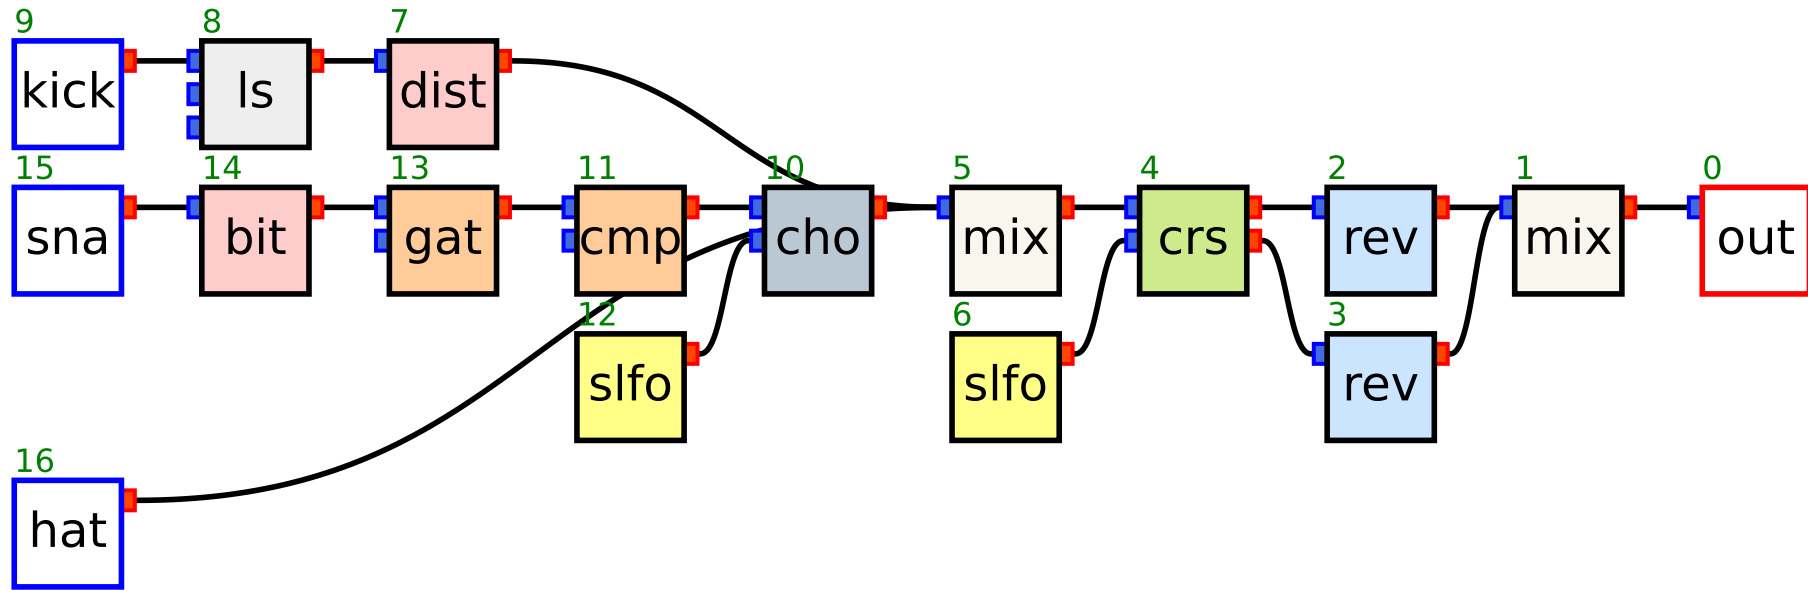 9 8 7
kick ls dist
15 14 13 11 10 5 4 2 1 0
sna bit gat cmp cho mix crs rev mix out
12 6 3
slfo slfo rev
16
hat